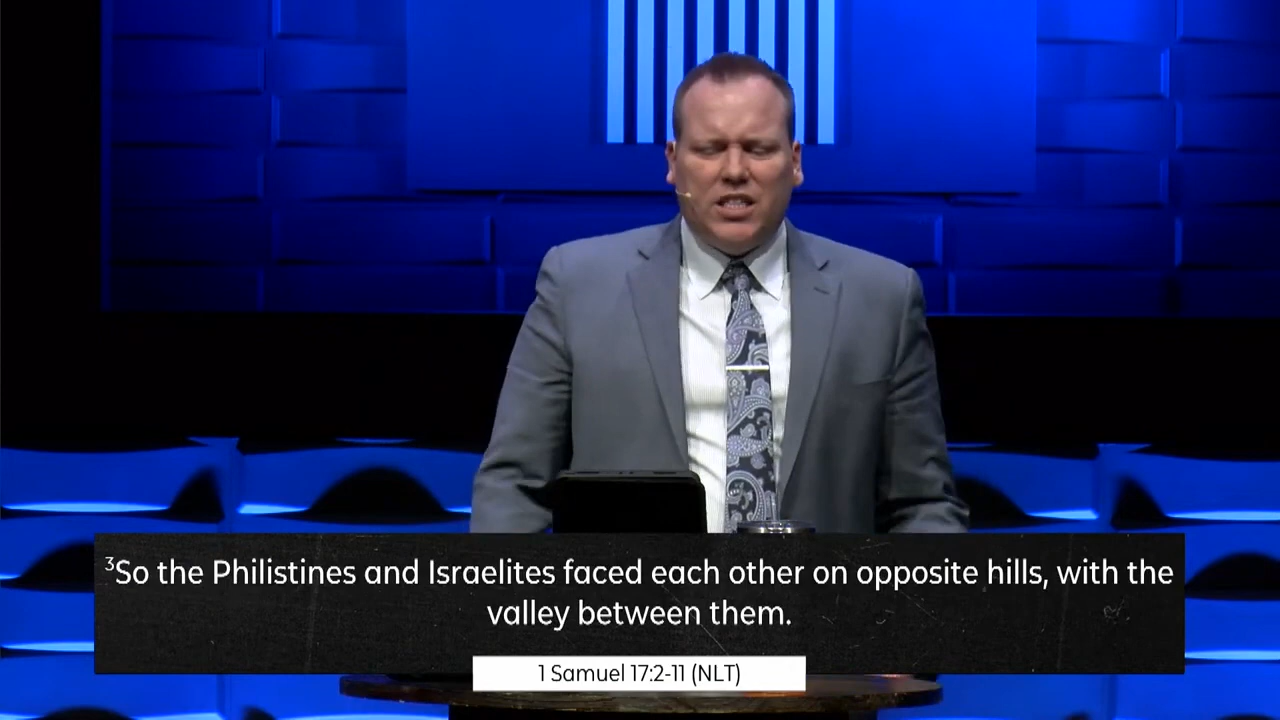 ³So the Philistines and Israelites faced each other on opposite hills, with the
valley between them.
1 Samuel 17:2-11 (NLT)